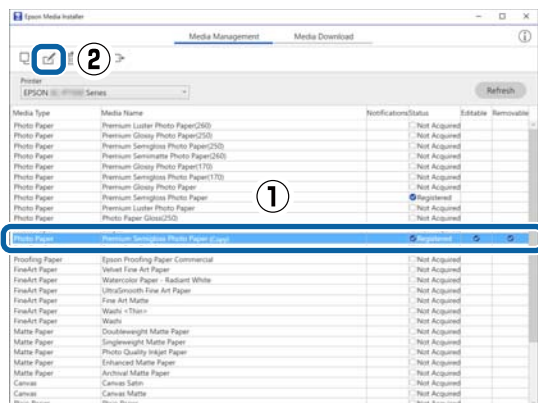 Epson Media Installer
Media Management Media Download
②
Printer
EPSON Series
Refresh
Media Type Media Name Notifications Status Editable Removable
Photo Paper Premium Luster Photo Paper(260) Not Acquired
Photo Paper Premium Glossy Photo Paper(250) Not Acquired
Photo Paper Premium Semigloss Photo Paper(250) Not Acquired
Photo Paper Premium Semimatte Photo Paper(260) Not Acquired
Photo Paper Premium Glossy Photo Paper(170) Not Acquired
Photo Paper Premium Semigloss Photo Paper(170) Not Acquired
Photo Paper Premium Glossy Photo Paper Not Acquired
Photo Paper Premium Semigloss Photo Paper Registered
Photo Paper Premium Luster Photo Paper Not Acquired
Photo Paper Photo Paper Gloss(250) Not Acquired
①
Photo Paper Premium Semigloss Photo Paper (Copy) Registered
Proofing Paper Epson Proofing Paper Commercial Not Acquired
FineArt Paper Velvet Fine Art Paper Not Acquired
FineArt Paper Watercolor Paper - Radiant White Not Acquired
FineArt Paper UltraSmooth Fine Art Paper Not Acquired
FineArt Paper Fine Art Matte Not Acquired
FineArt Paper Washi <Thin> Not Acquired
FineArt Paper Washi Not Acquired
Matte Paper Doubleweight Matte Paper Not Acquired
Matte Paper Singleweight Matte Paper Not Acquired
Matte Paper Photo Quality Inkjet Paper Not Acquired
Matte Paper Enhanced Matte Paper Not Acquired
Matte Paper Archival Matte Paper Not Acquired
Canvas Canvas Satin Not Acquired
Canvas Canvas Matte Not Acquired